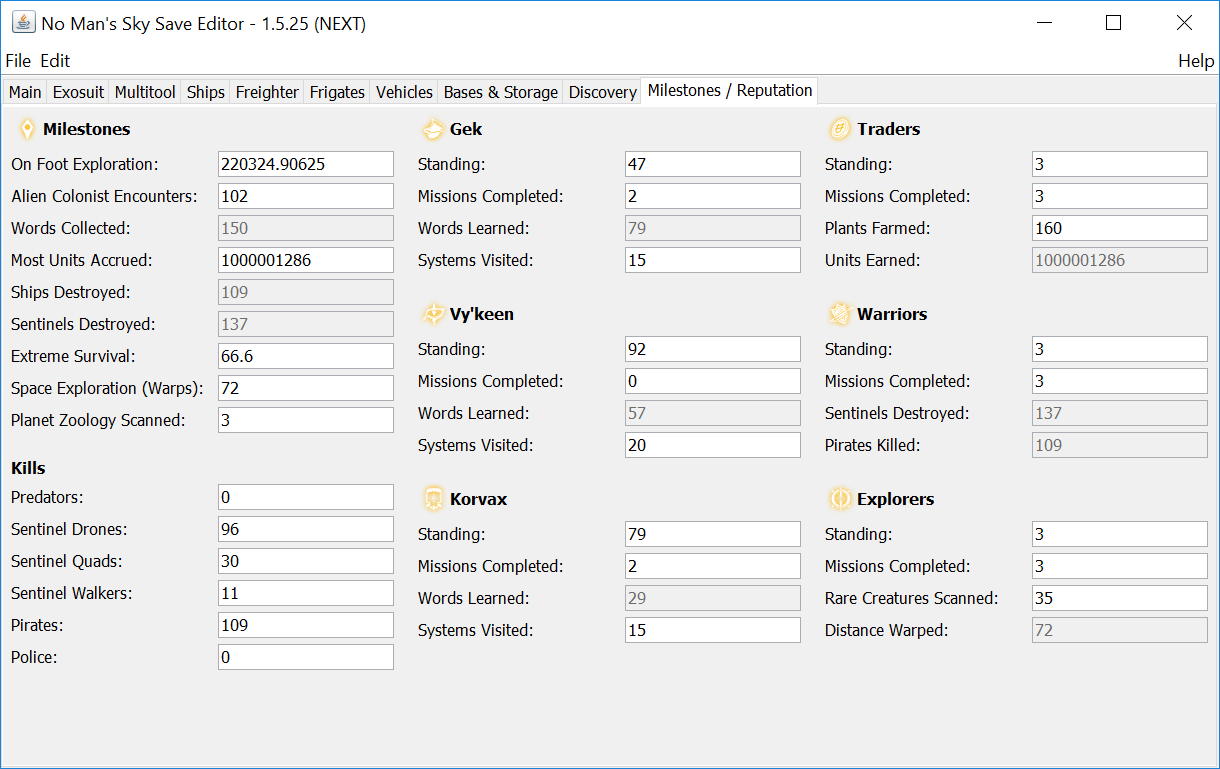 No Man's Sky Save Editor - 1.5.25 (NEXT)
File Edit Help
Main Exosuit Multitool Ships Freighter Frigates Vehicles Bases & Storage Discovery Milestones / Reputation
Milestones
On Foot Exploration: 220324.90625
Alien Colonist Encounters: 102
Words Collected: 150
Most Units Accrued: 1000001286
Ships Destroyed: 109
Sentinels Destroyed: 137
Extreme Survival: 66.6
Space Exploration (Warps): 72
Planet Zoology Scanned: 3
Kills
Predators: 0
Sentinel Drones: 96
Sentinel Quads: 30
Sentinel Walkers: 11
Pirates: 109
Police: 0
Gek
Standing: 47
Missions Completed: 2
Words Learned: 79
Systems Visited: 15
Vy'keen
Standing: 92
Missions Completed: 0
Words Learned: 57
Systems Visited: 20
Korvax
Standing: 79
Missions Completed: 2
Words Learned: 29
Systems Visited: 15
Traders
Standing: 3
Missions Completed: 3
Plants Farmed: 160
Units Earned: 1000001286
Warriors
Standing: 3
Missions Completed: 3
Sentinels Destroyed: 137
Pirates Killed: 109
Explorers
Standing: 3
Missions Completed: 3
Rare Creatures Scanned: 35
Distance Warped: 72